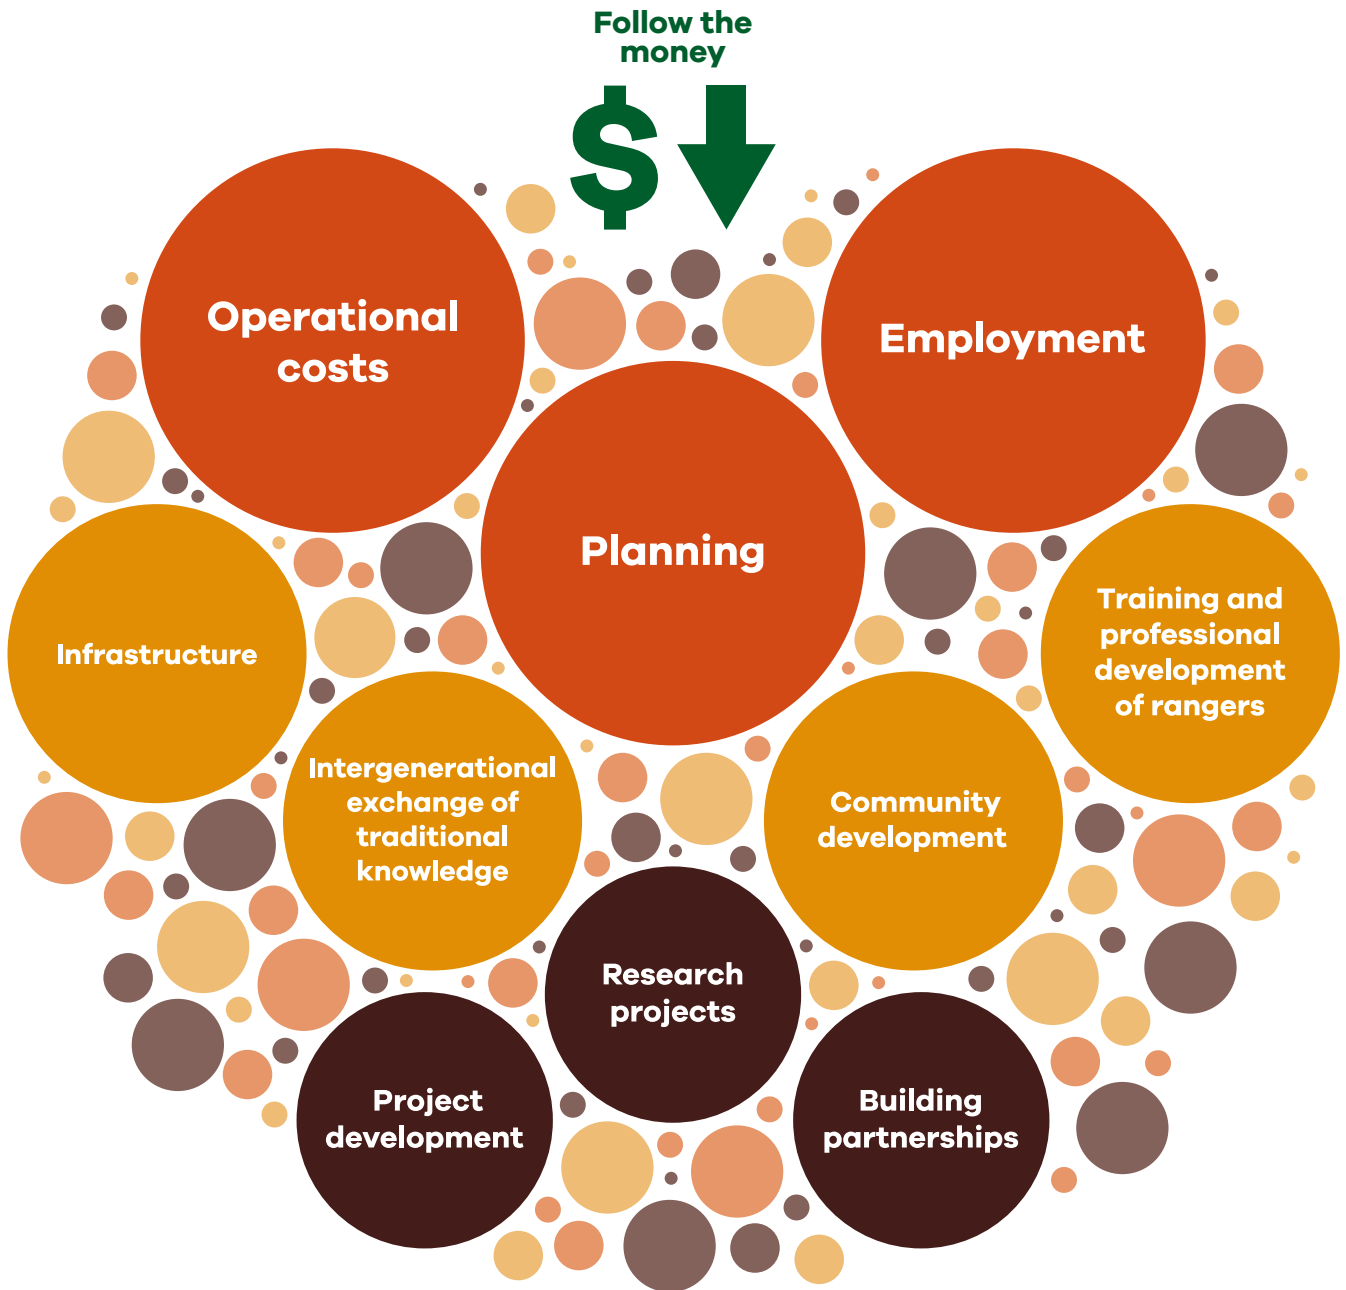 Follow the
money
$
Operational
costs
Employment
Planning
Infrastructure
Training and
professional
development
of rangers
Intergenerational
exchange of
traditional
knowledge
Community
development
Research
projects
Project
development
Building
partnerships